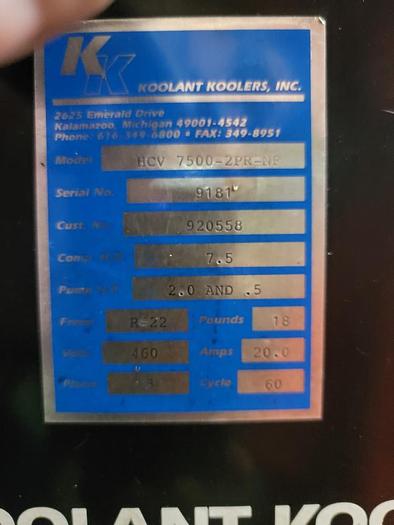 KK
KOOLANT KOOLERS, INC.
2625 Emerald Drive
Kalamazoo, Michigan 49001-4542
Phone: 616-349-6800 • FAX: 349-8951
Model HCV 7500-2PR-NF
Serial No. 9181
Cust. No. 920558
Comp. H.P. 7.5
Pump H.P. 2.0 AND .5
Freon R-22 Pounds 18
Volts 460 Amps 20.0
Phase 3 Cycle 60
OOLANT KOO